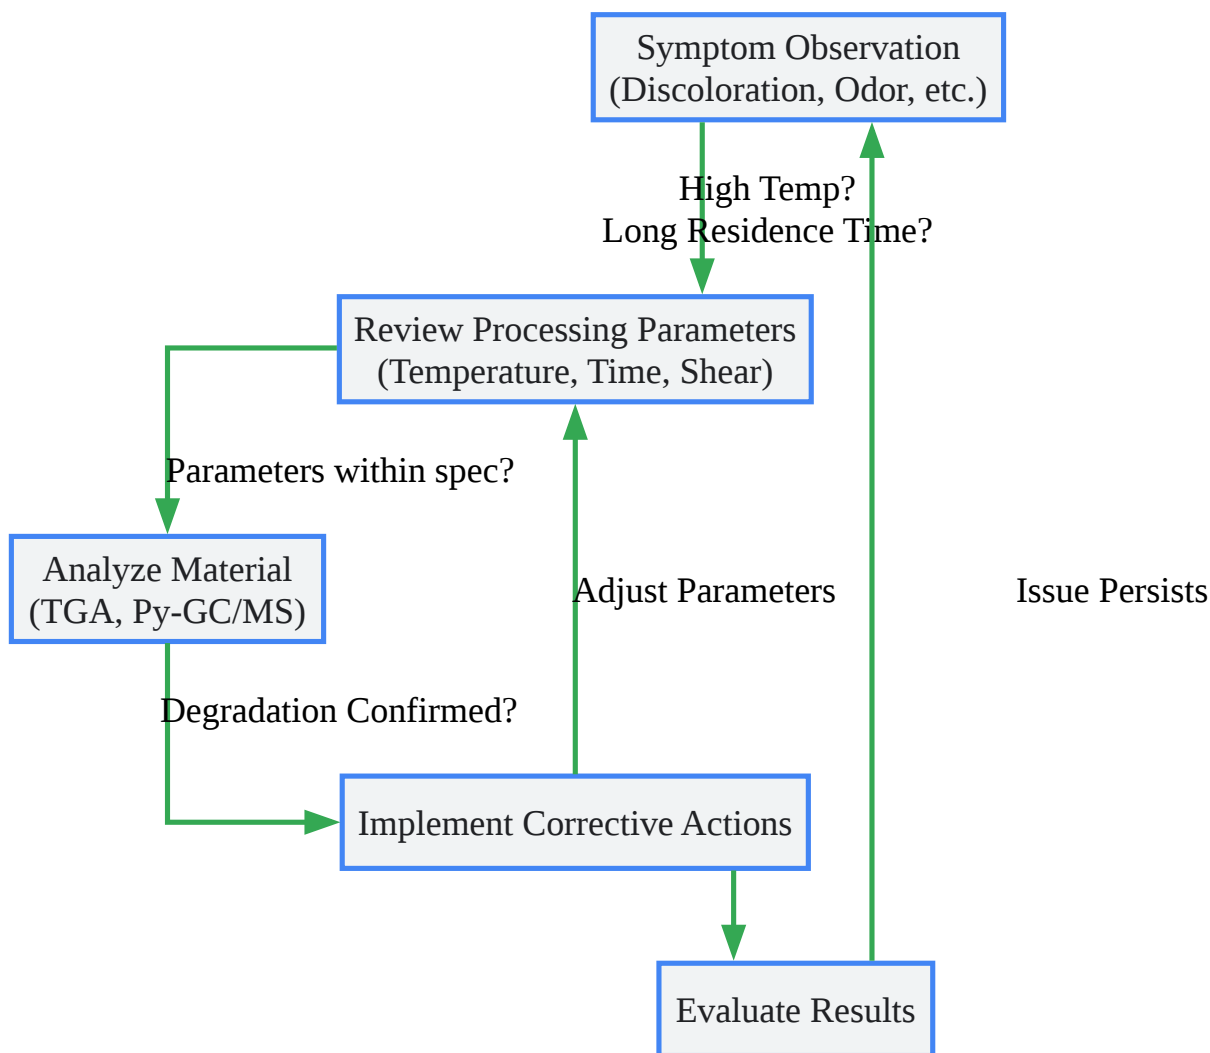 Symptom Observation
(Discoloration, Odor, etc.)
High Temp?
Long Residence Time?
Review Processing Parameters
(Temperature, Time, Shear)
Parameters within spec?
Analyze Material
(TGA, Py-GC/MS)
Adjust Parameters
Issue Persists
Degradation Confirmed?
Implement Corrective Actions
Evaluate Results